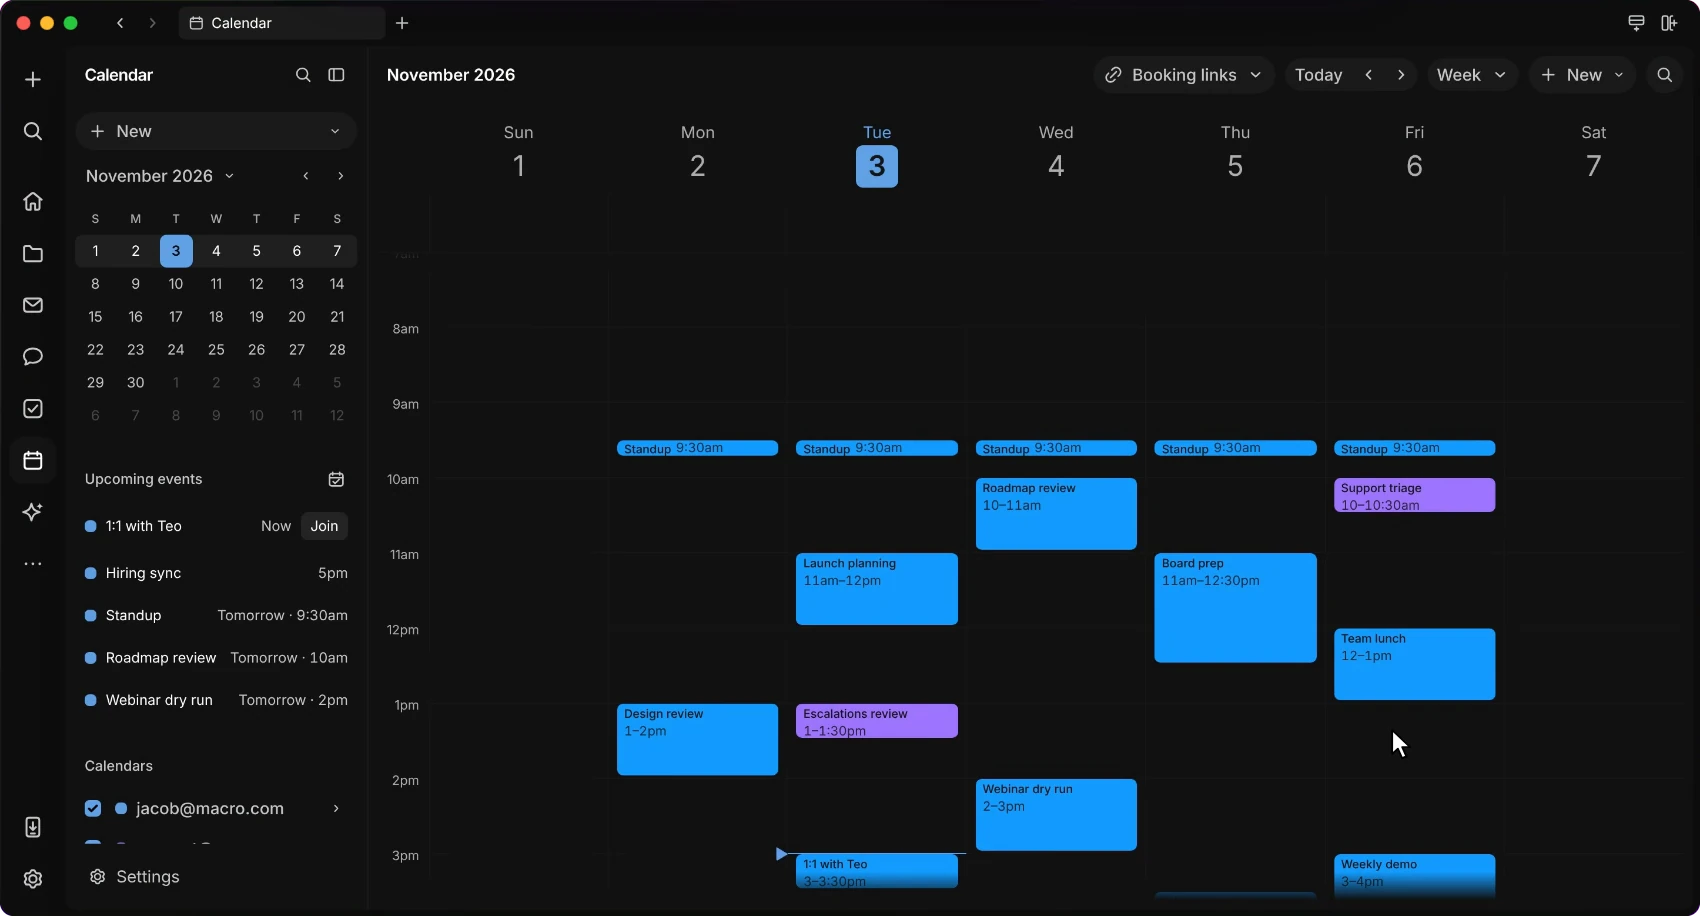 Calendar
Calendar
New
November 2026
S M T W T F S
1 2 3 4 5 6 7
8 9 10 11 12 13 14
15 16 17 18 19 20 21
22 23 24 25 26 27 28
29 30 1 2 3 4 5
6 7 8 9 10 11 12
Upcoming events
1:1 with Teo Now Join
Hiring sync 5pm
Standup Tomorrow · 9:30am
Roadmap review Tomorrow · 10am
Webinar dry run Tomorrow · 2pm
Calendars
jacob@macro.com
Settings
November 2026 Booking links Today Week New
Sun Mon Tue Wed Thu Fri Sat
1 2 3 4 5 6 7
8am
9am
Standup 9:30am Standup 9:30am Standup 9:30am Standup 9:30am Standup 9:30am
10am
Roadmap review Support triage
10–11am 10–10:30am
11am
Launch planning Board prep
11am–12pm 11am–12:30pm
12pm
Team lunch
12–1pm
1pm
Design review Escalations review
1–2pm 1–1:30pm
2pm
Webinar dry run
2–3pm
3pm
1:1 with Teo Weekly demo
3–3:30pm 3–4pm